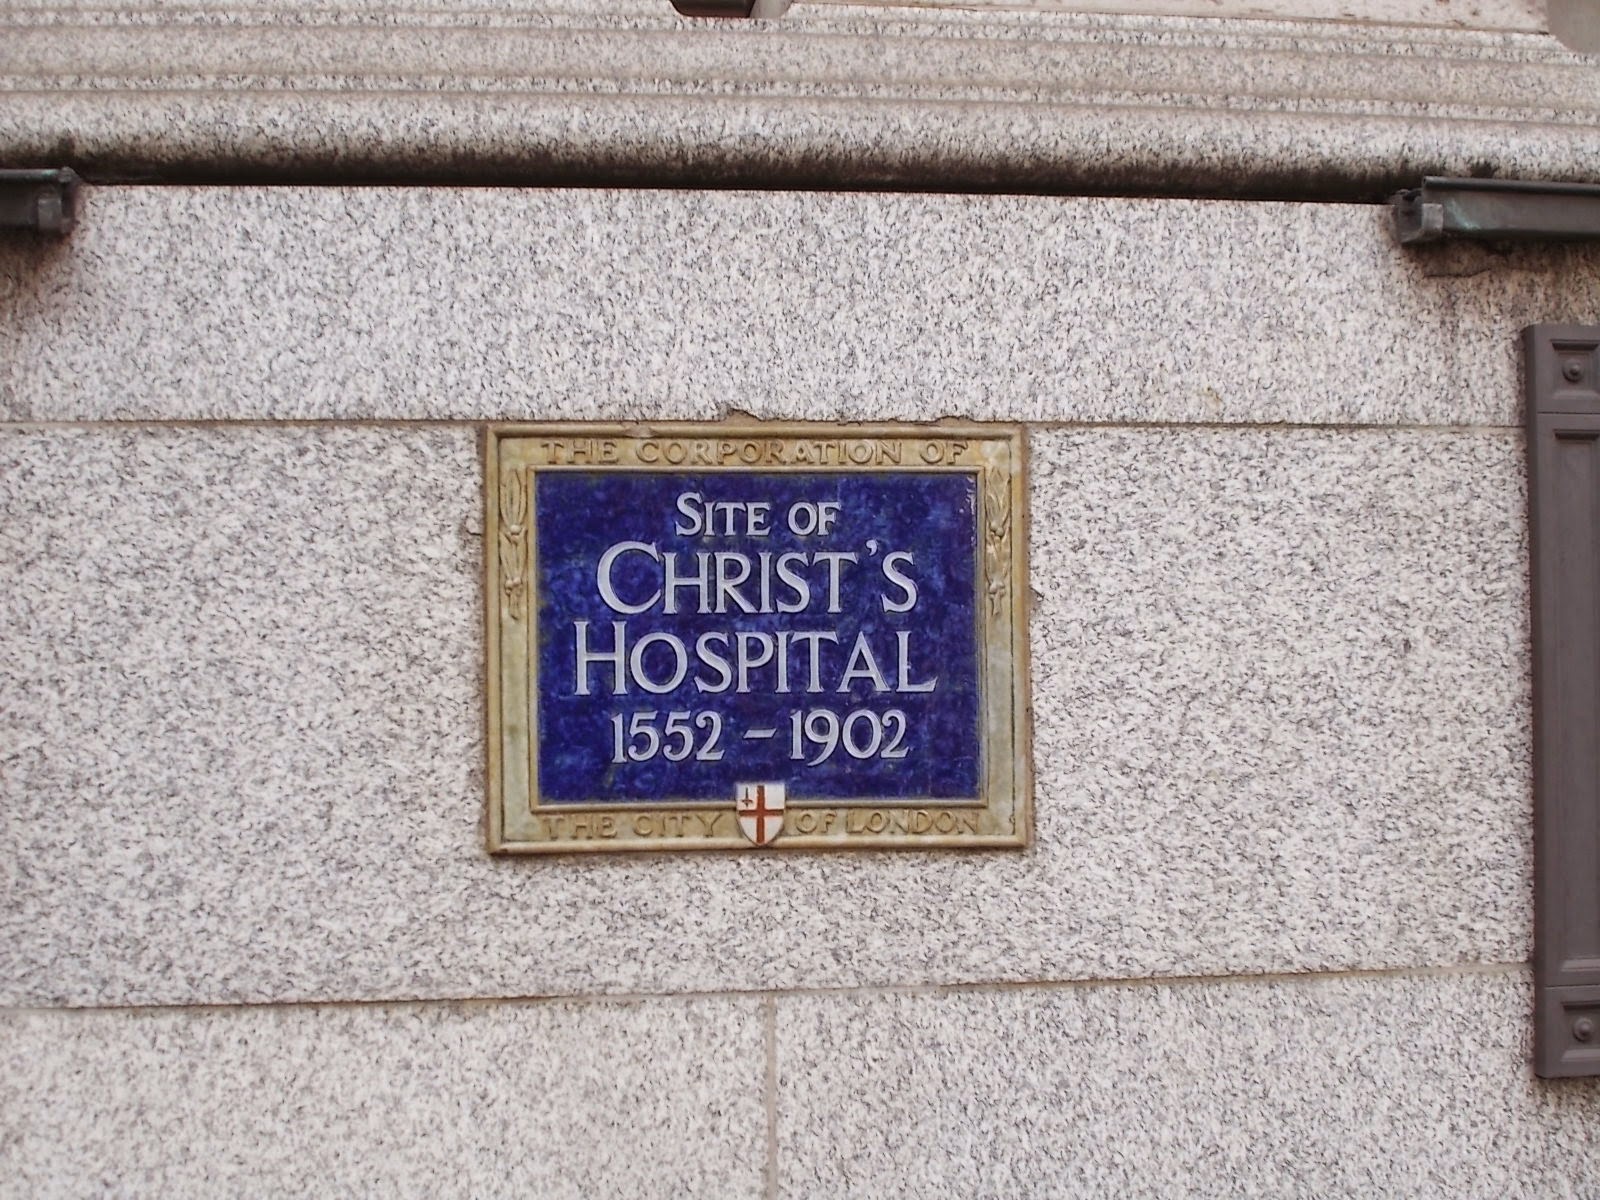 THE CORPORATION OF
SITE OF
CHRIST'S
HOSPITAL
1552 - 1902
THE CITY OF LONDON